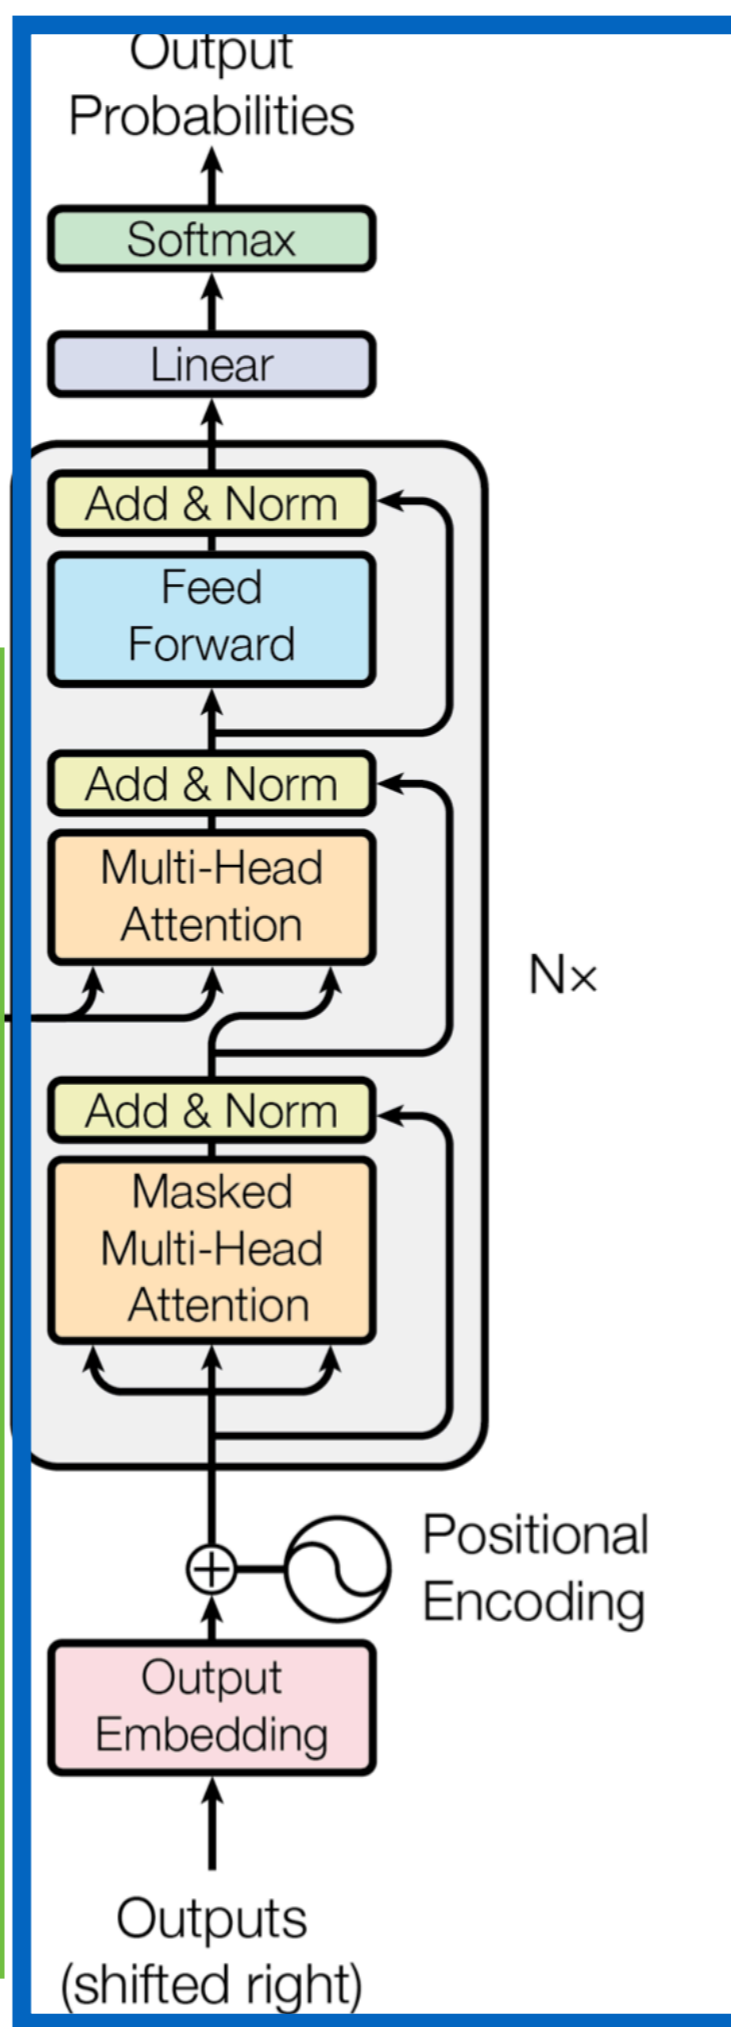 Output
Probabilities
Softmax
Linear
Add & Norm
Feed
Forward
Add & Norm
Multi-Head
Attention
N×
Add & Norm
Masked
Multi-Head
Attention
Positional
Encoding
Output
Embedding
Outputs
(shifted right)